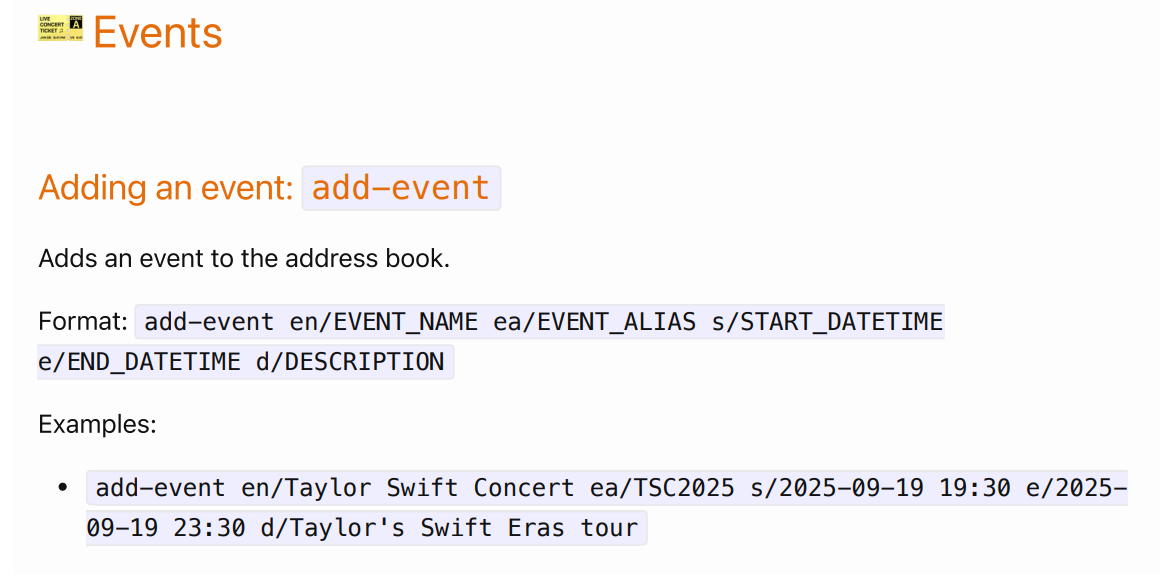 LIVE
CONCERT
TICKET ♫
ZONE
A
Events
Adding an event: add-event
Adds an event to the address book.
Format: add-event en/EVENT_NAME ea/EVENT_ALIAS s/START_DATETIME
e/END_DATETIME d/DESCRIPTION
Examples:
• add-event en/Taylor Swift Concert ea/TSC2025 s/2025-09-19 19:30 e/2025-
09-19 23:30 d/Taylor's Swift Eras tour